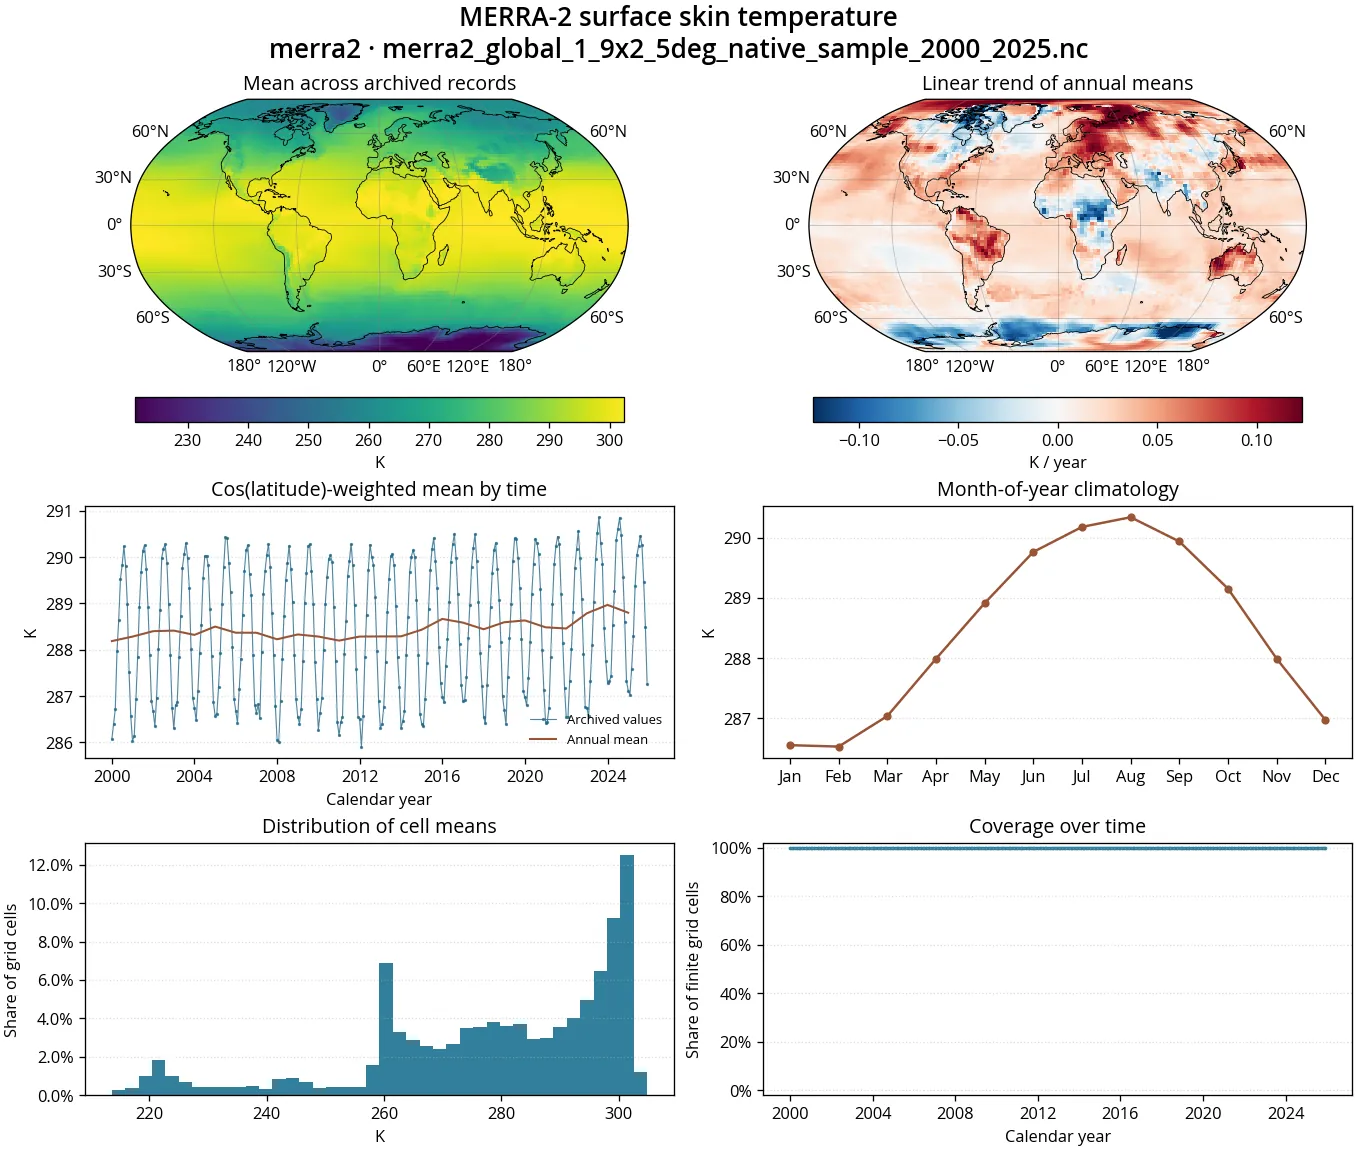 MERRA-2 surface skin temperature
merra2 · merra2_global_1_9x2_5deg_native_sample_2000_2025.nc
Mean across archived records
60°N 60°N
30°N
0°
30°S
60°S 60°S
180° 120°W 0° 60°E 120°E 180°
230 240 250 260 270 280 290 300
K
Linear trend of annual means
60°N 60°N
30°N
0°
30°S
60°S 60°S
180° 120°W 0° 60°E 120°E 180°
−0.10 −0.05 0.00 0.05 0.10
K / year
Cos(latitude)-weighted mean by time
291
290
289
288
287
286
K
Archived values
Annual mean
2000 2004 2008 2012 2016 2020 2024
Calendar year
Month-of-year climatology
290
289
288
287
K
Jan Feb Mar Apr May Jun Jul Aug Sep Oct Nov Dec
Distribution of cell means
12.0%
10.0%
8.0%
6.0%
4.0%
2.0%
0.0%
Share of grid cells
220 240 260 280 300
K
Coverage over time
100%
80%
60%
40%
20%
0%
Share of finite grid cells
2000 2004 2008 2012 2016 2020 2024
Calendar year